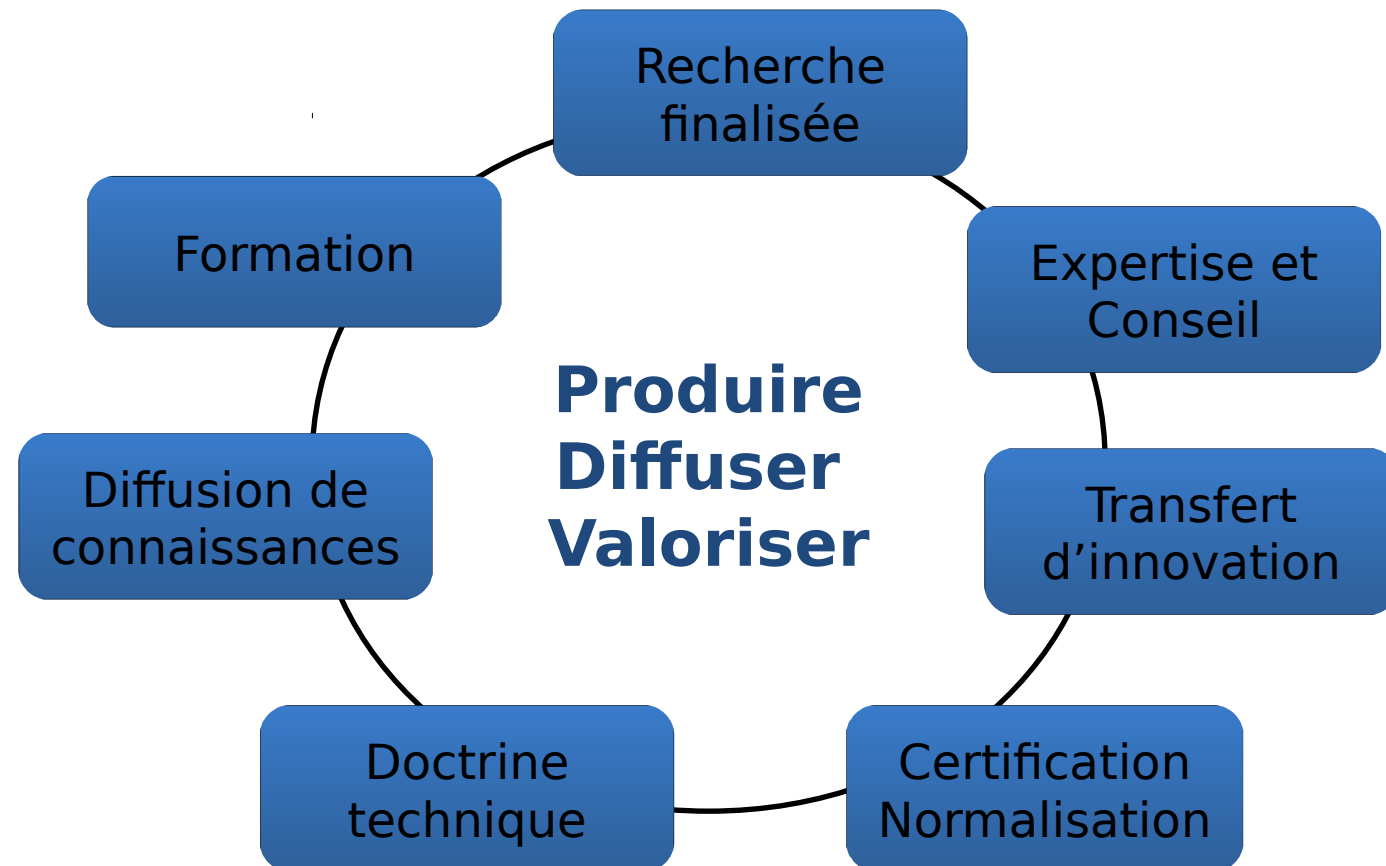 Recherche
finalisée
Formation
Expertise et
Conseil
Produire
Diffuser
Valoriser
Diffusion de
connaissances
Transfert
d’innovation
Doctrine
technique
Certification
Normalisation